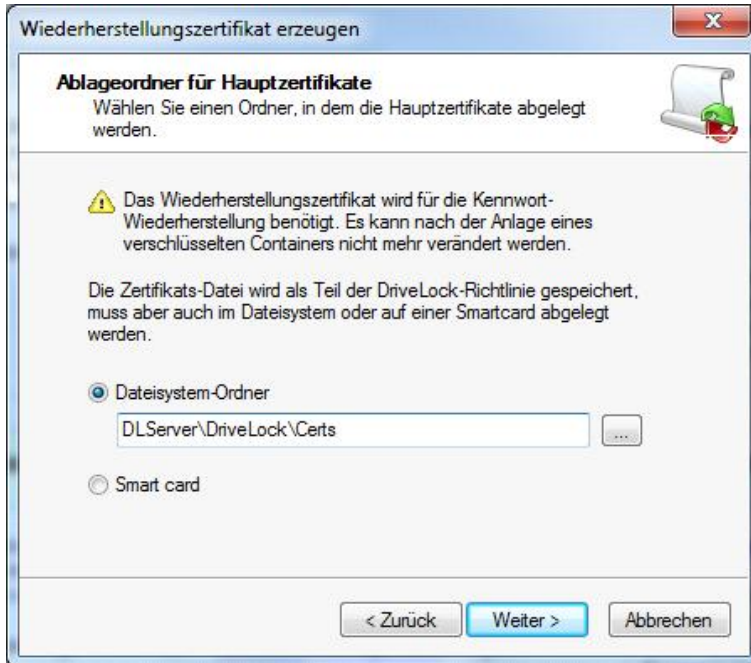 Wiederherstellungszertifikat erzeugen
Ablageordner für Hauptzertifikate
Wählen Sie einen Ordner, in dem die Hauptzertifikate abgelegt
werden.
Das Wiederherstellungszertifikat wird für die Kennwort-
Wiederherstellung benötigt. Es kann nach der Anlage eines
verschlüsselten Containers nicht mehr verändert werden.
Die Zertifikats-Datei wird als Teil der DriveLock-Richtlinie gespeichert,
muss aber auch im Dateisystem oder auf einer Smartcard abgelegt
werden.
Dateisystem-Ordner
DLServer\DriveLock\Certs ...
Smart card
< Zurück Weiter > Abbrechen